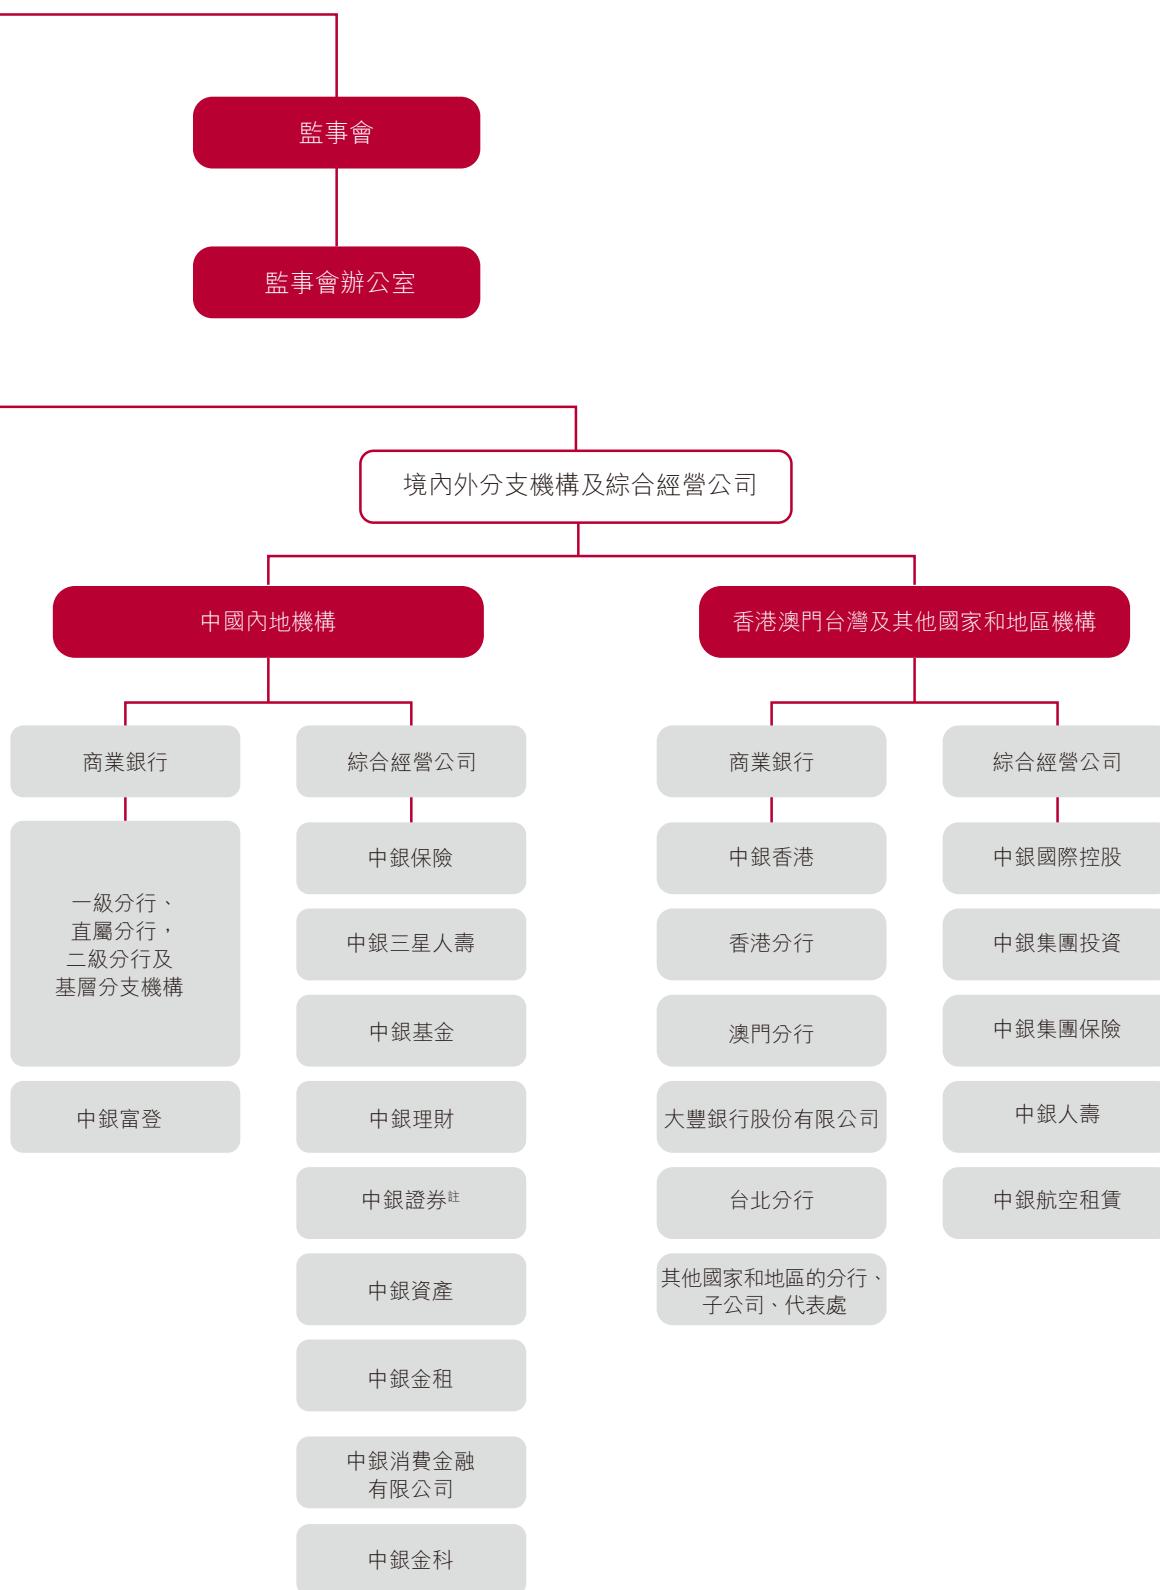 監事會
監事會辦公室
境內外分支機構及綜合經營公司
中國內地機構
商業銀行
一級分行、
直屬分行，
二級分行及
基層分支機構
中銀富登
綜合經營公司
中銀保險
中銀三星人壽
中銀基金
中銀理財
中銀證券註
中銀資產
中銀金租
中銀消費金融
有限公司
中銀金科
香港澳門台灣及其他國家和地區機構
商業銀行
中銀香港
香港分行
澳門分行
大豐銀行股份有限公司
台北分行
其他國家和地區的分行、
子公司、代表處
綜合經營公司
中銀國際控股
中銀集團投資
中銀集團保險
中銀人壽
中銀航空租賃